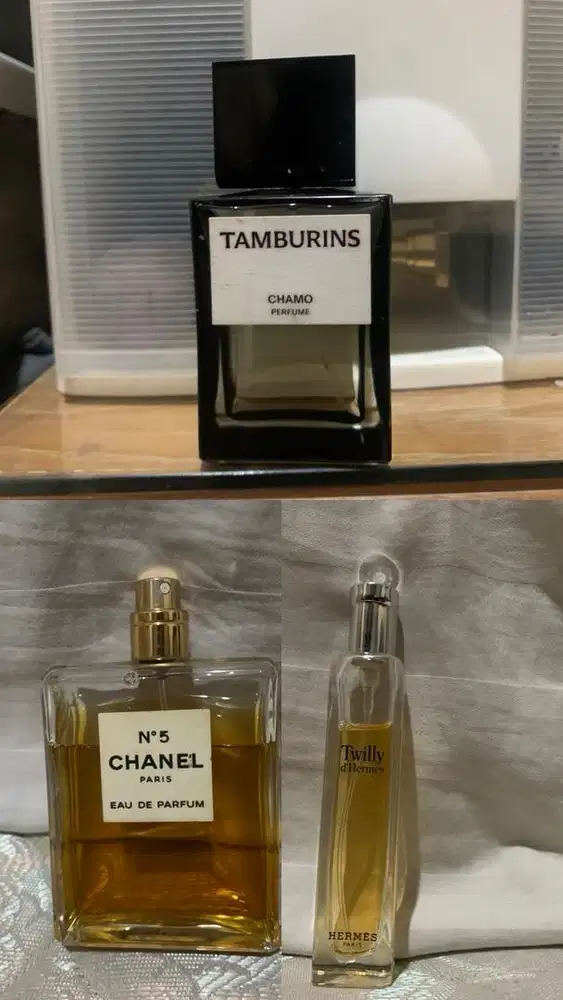 TAMBURINS
CHAMO
PERFUME
N°5
CHANEL
PARIS
EAU DE PARFUM
Twilly
d'Hermès
HERMÈS
PARIS